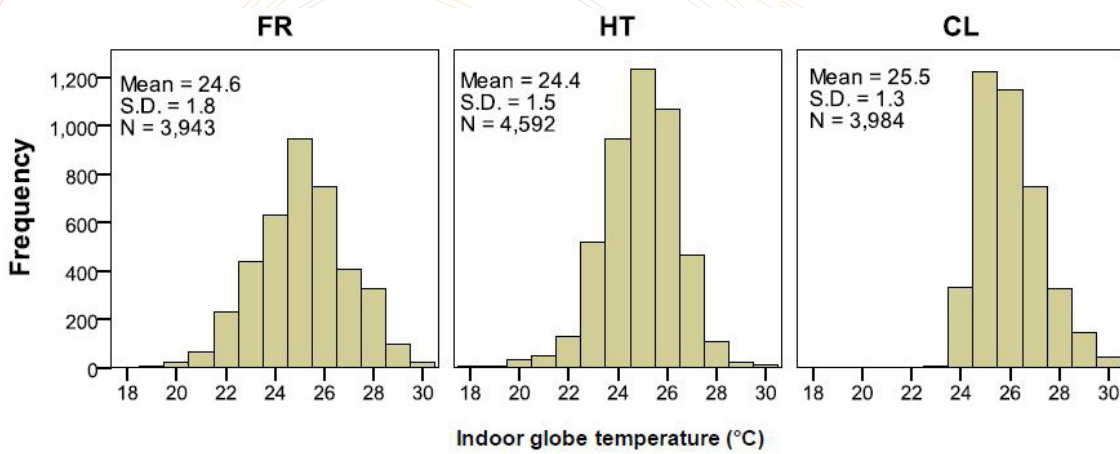 FR
HT
CL
Mean = 24.6
S.D. = 1.8
N = 3,943
Mean = 24.4
S.D. = 1.5
N = 4,592
Mean = 25.5
S.D. = 1.3
N = 3,984
Frequency
1,200
1,000
800
600
400
200
0
18 20 22 24 26 28 30
18 20 22 24 26 28 30
18 20 22 24 26 28 30
Indoor globe temperature (°C)